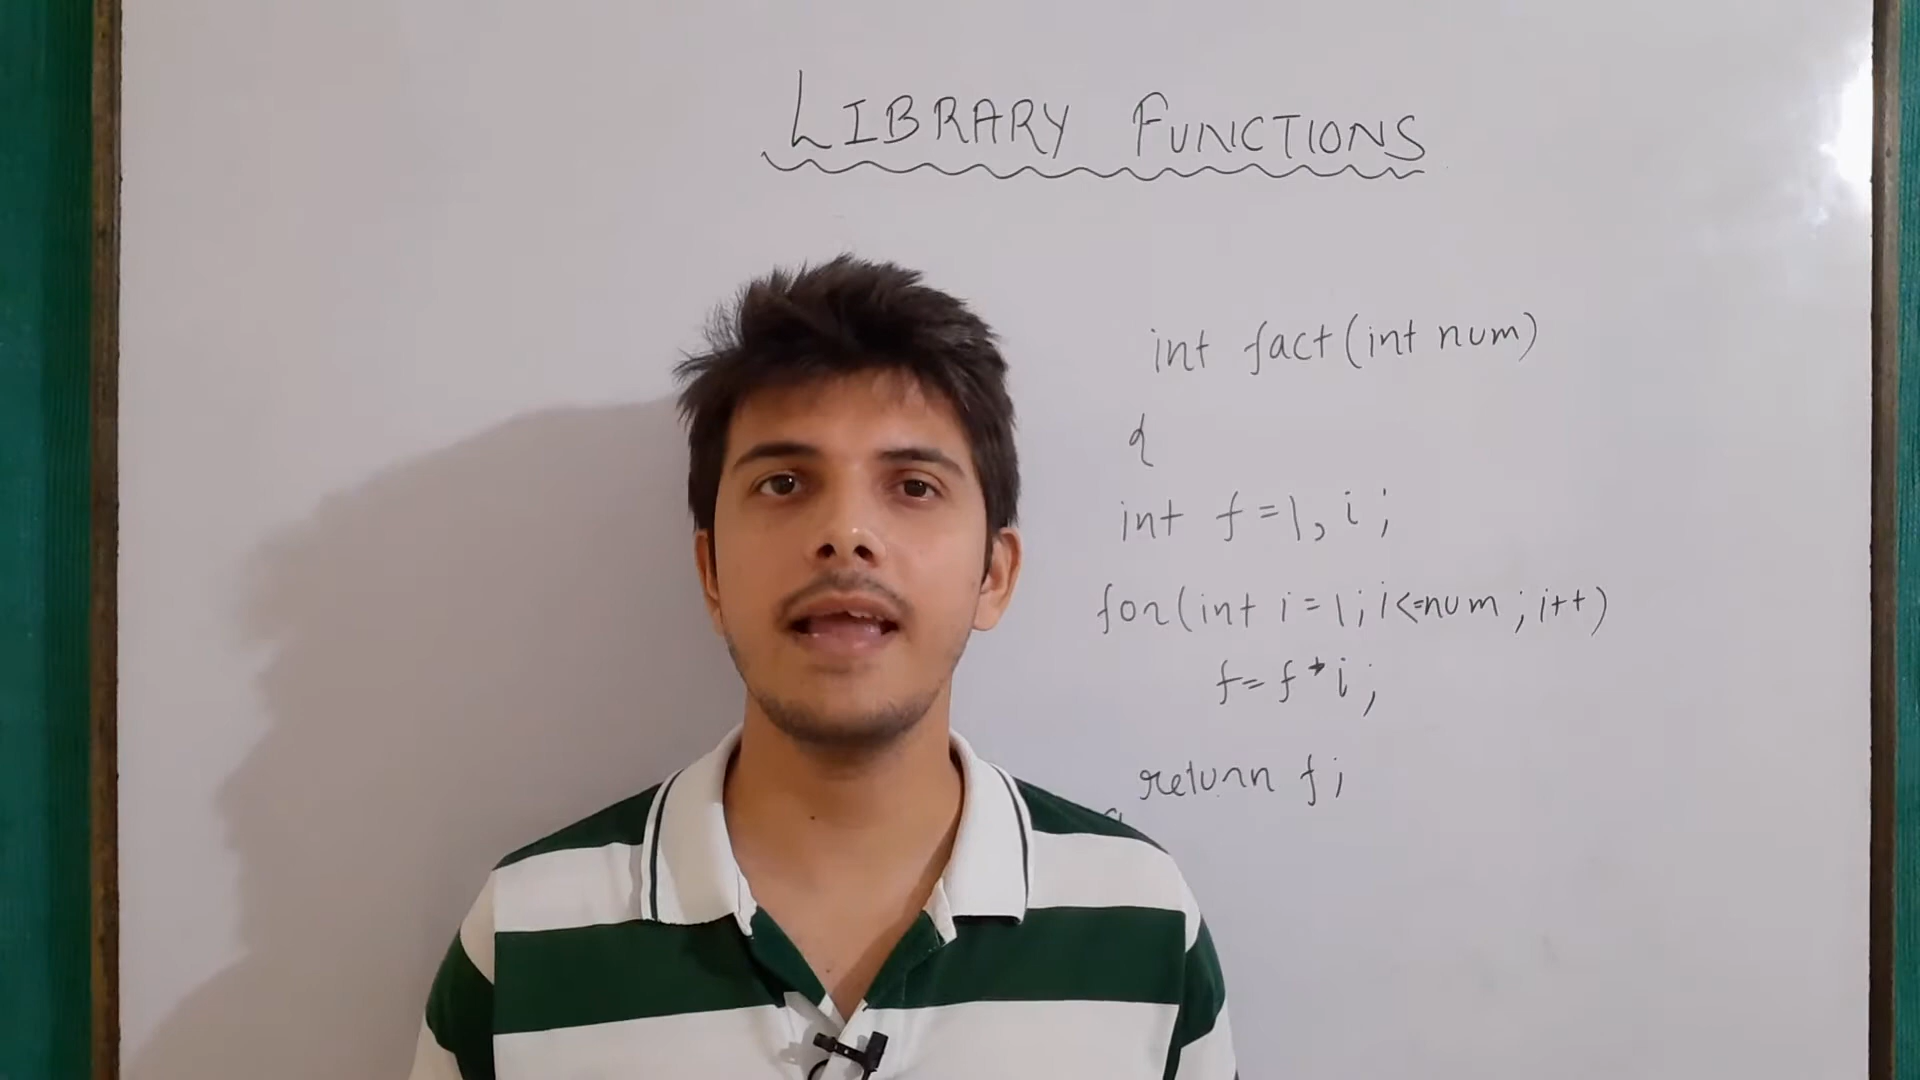 LIBRARY FUNCTIONS
int fact(int num)
{
int f=1, i ;
for(int i=1; i<=num ; i++)
f= f*i ;
return f ;